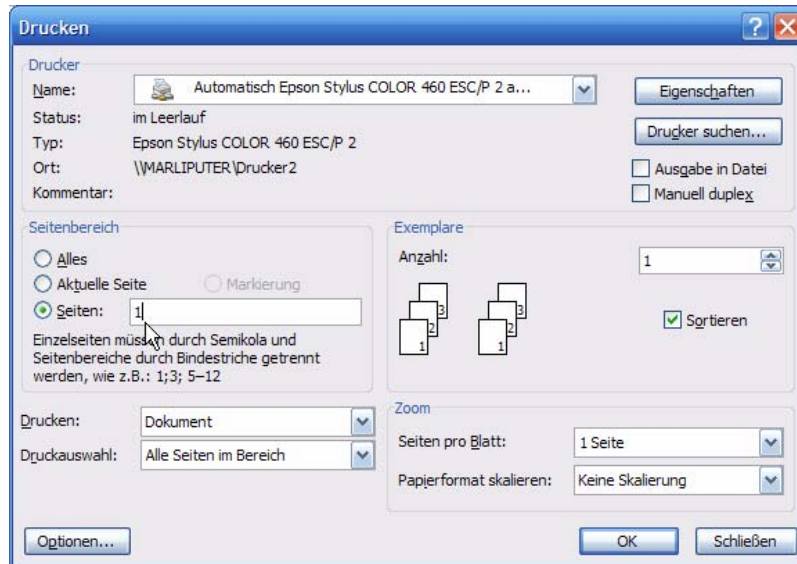 Drucken
Drucker
Name: Automatisch Epson Stylus COLOR 460 ESC/P 2 a...
Eigenschaften
Status: im Leerlauf
Typ: Epson Stylus COLOR 460 ESC/P 2
Drucker suchen...
Ort: \\MARLIPUTER\Drucker2
Ausgabe in Datei
Kommentar:
Manuell duplex
Seitenbereich
Alles
Aktuelle Seite Markierung
Seiten: 1
Einzelseiten müssen durch Semikola und
Seitenbereiche durch Bindestriche getrennt
werden, wie z.B.: 1;3; 5–12
Exemplare
Anzahl: 1
3 3
2 2
1 1
Sortieren
Drucken: Dokument
Druckauswahl: Alle Seiten im Bereich
Zoom
Seiten pro Blatt: 1 Seite
Papierformat skalieren: Keine Skalierung
Optionen...
OK
Schließen